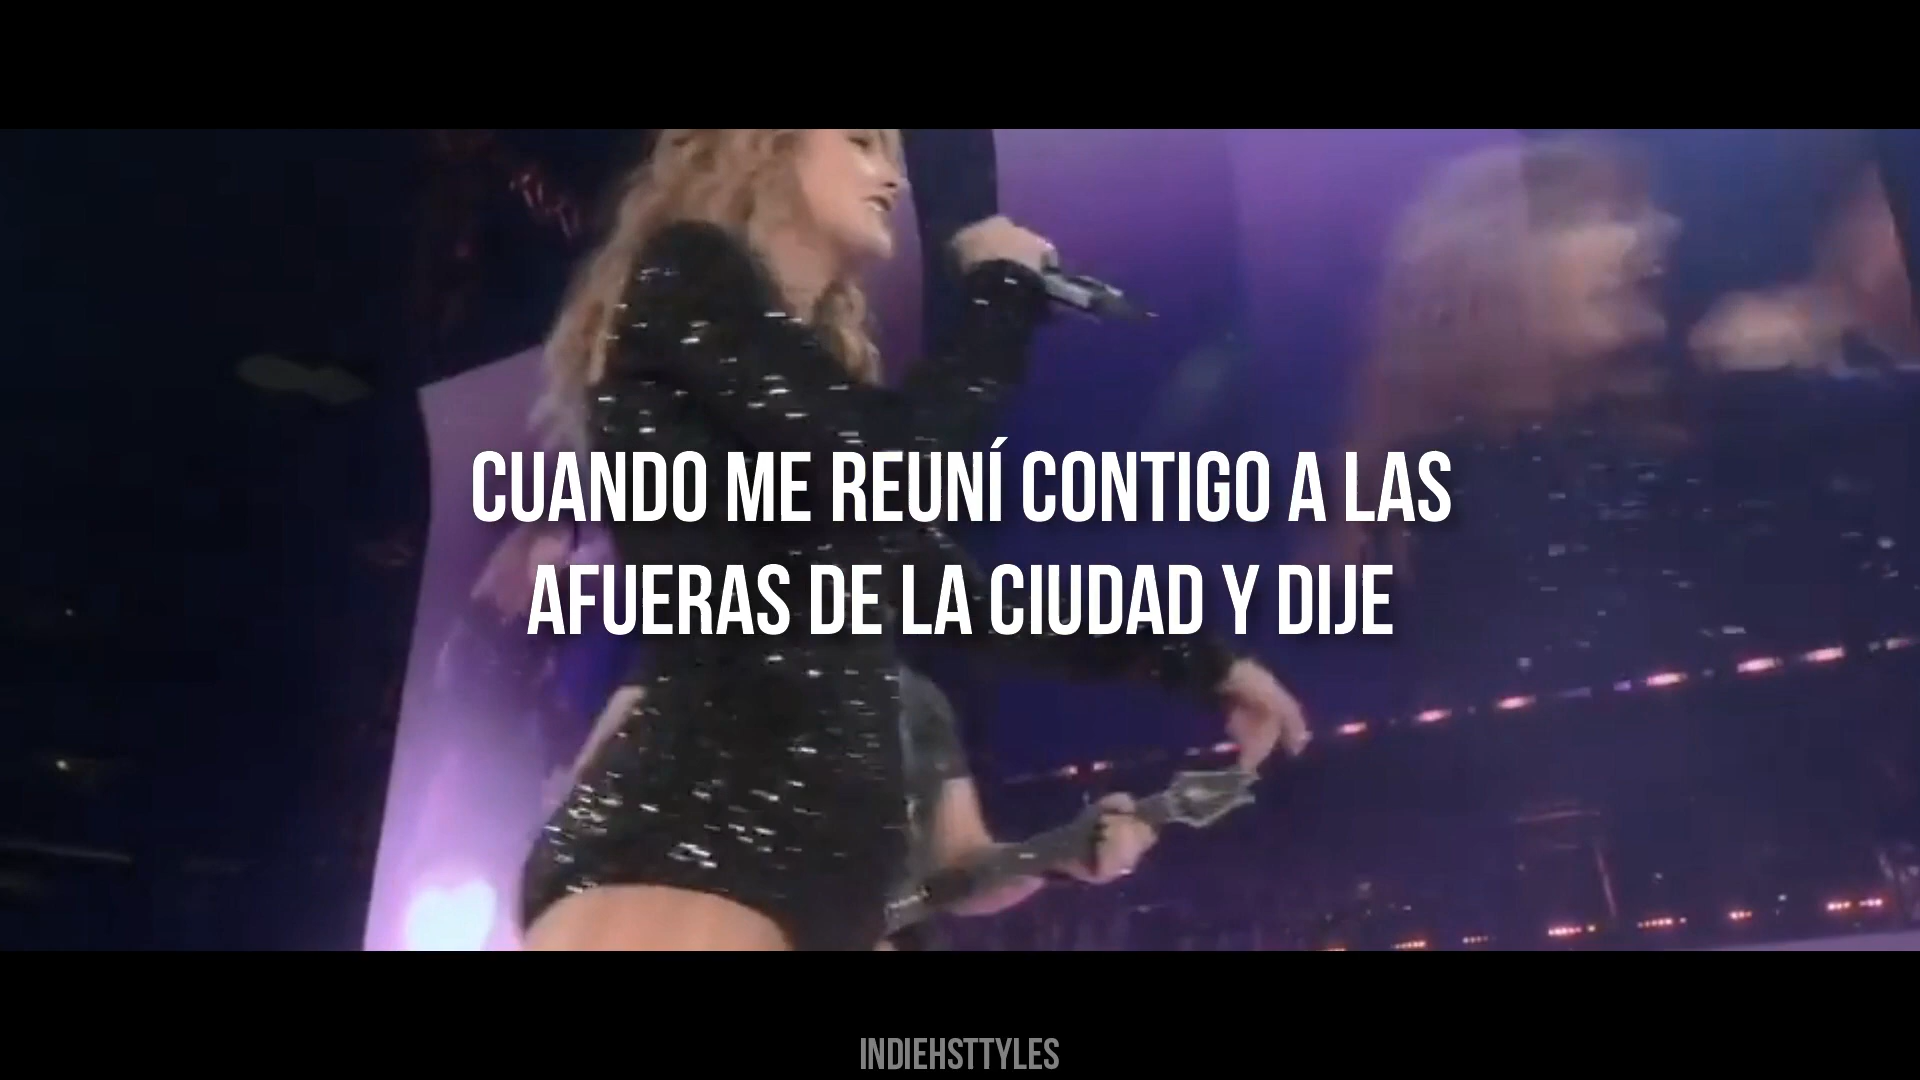 CUANDO ME REUNÍ CONTIGO A LAS
AFUERAS DE LA CIUDAD Y DIJE
INDIEHSTTYLES